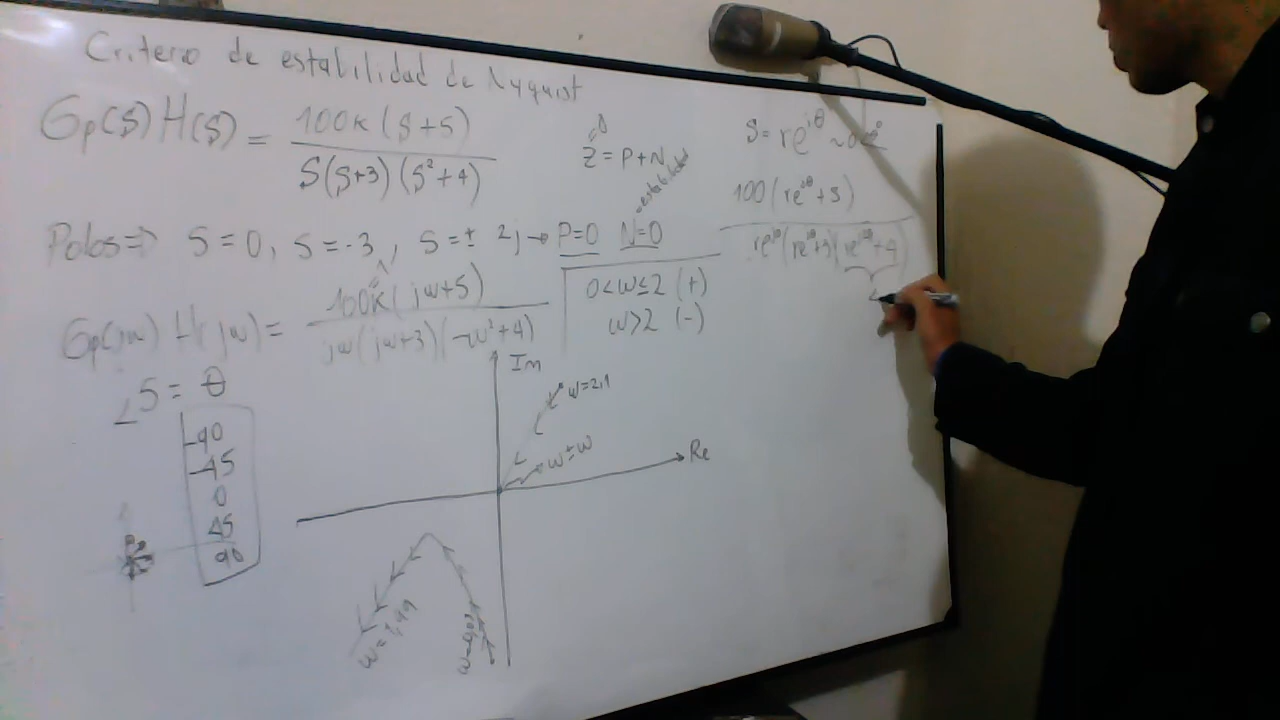 Criterio de estabilidad de Nyquist
Gp(s)H(s) = 100k(s+5)
s(s+3)(s²+4)
=0
Z=P+N
Polos=> s=0, s=-3, s=± 2j → P=0 N=0
=estabilidad
Gp(jw) H(jw) = 100k(jw+5)
jw(jw+3)(-w²+4)
0<w≤2 (+)
w>2 (-)
∠S = θ
-90
-45
0
45
90
Im
Re
w=2,1
w=1,99
S=re^iθ
100(re^iθ+5)
re^iθ(re^iθ+3)(re^iθ+4)